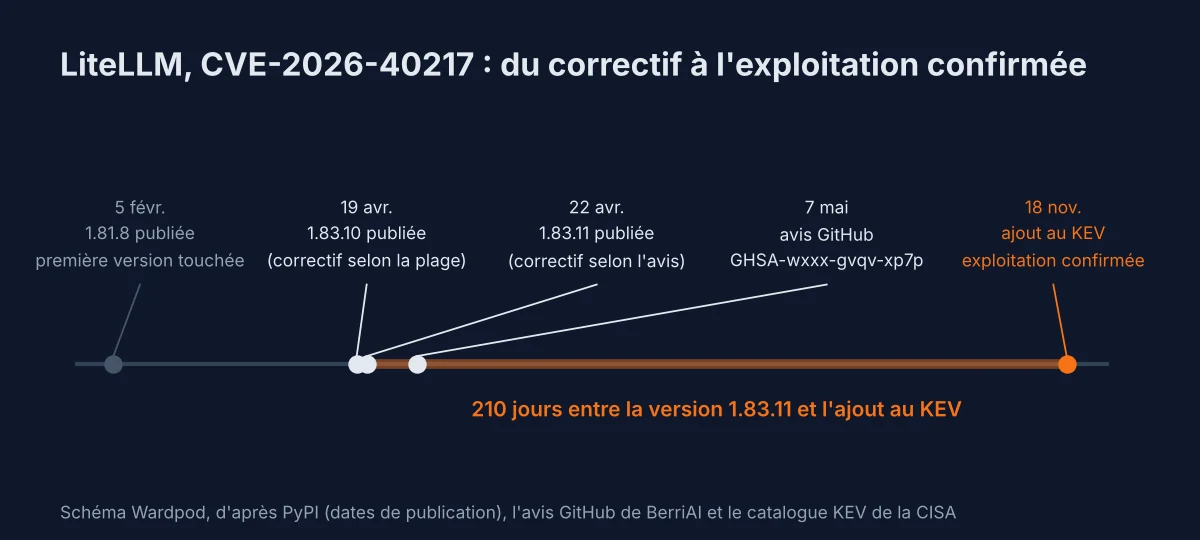 LiteLLM, CVE-2026-40217 : du correctif à l'exploitation confirmée
5 févr.
1.81.8 publiée
première version touchée
19 avr.
1.83.10 publiée
(correctif selon la plage)
22 avr.
1.83.11 publiée
(correctif selon l'avis)
7 mai
avis GitHub
GHSA-wxxx-gvqv-xp7p
18 nov.
ajout au KEV
exploitation confirmée
210 jours entre la version 1.83.11 et l'ajout au KEV
Schéma Wardpod, d'après PyPI (dates de publication), l'avis GitHub de BerriAI et le catalogue KEV de la CISA